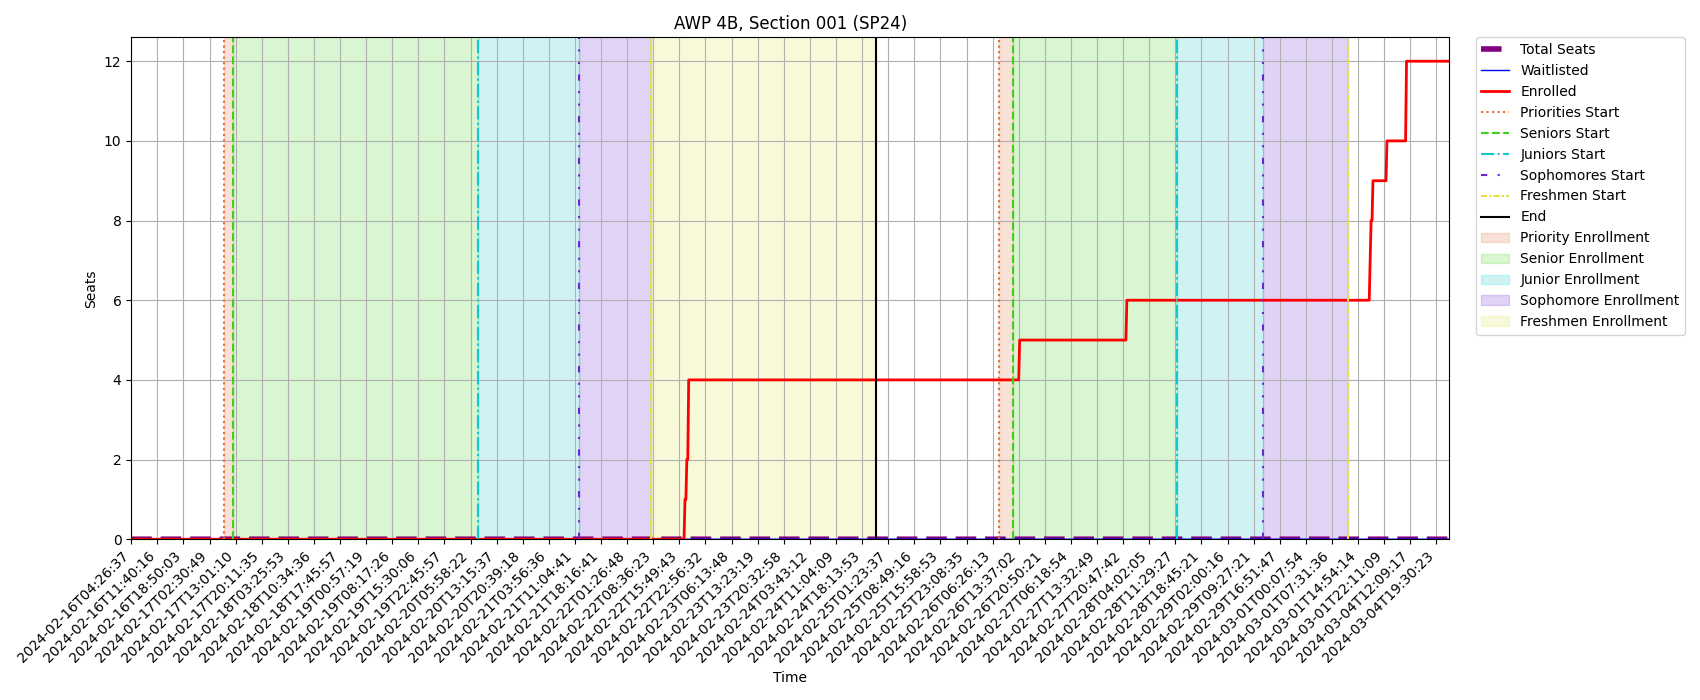 AWP 4B, Section 001 (SP24)
Seats
12
10
8
6
4
2
0
2024-02-16T04:26:37
2024-02-16T11:40:16
2024-02-16T18:50:03
2024-02-17T02:30:49
2024-02-17T13:01:10
2024-02-17T20:11:35
2024-02-18T03:25:53
2024-02-18T10:34:36
2024-02-18T17:45:57
2024-02-19T00:57:19
2024-02-19T08:17:26
2024-02-19T15:30:06
2024-02-19T22:45:57
2024-02-20T05:58:22
2024-02-20T13:15:37
2024-02-20T20:39:18
2024-02-21T03:56:36
2024-02-21T11:04:41
2024-02-21T18:16:41
2024-02-22T01:26:48
2024-02-22T08:36:23
2024-02-22T15:49:43
2024-02-22T22:56:32
2024-02-23T06:13:48
2024-02-23T13:23:19
2024-02-23T20:32:58
2024-02-24T03:43:12
2024-02-24T11:04:09
2024-02-24T18:13:53
2024-02-25T01:23:37
2024-02-25T08:49:16
2024-02-25T15:58:53
2024-02-25T23:08:35
2024-02-26T06:26:13
2024-02-26T13:37:02
2024-02-26T20:50:21
2024-02-27T06:18:54
2024-02-27T13:32:49
2024-02-27T20:47:42
2024-02-28T04:02:05
2024-02-28T11:29:27
2024-02-28T18:45:21
2024-02-29T02:00:16
2024-02-29T09:27:21
2024-02-29T16:51:47
2024-03-01T00:07:54
2024-03-01T07:31:36
2024-03-01T14:54:14
2024-03-01T22:11:09
2024-03-04T12:09:17
2024-03-04T19:30:23
Time
Total Seats
Waitlisted
Enrolled
Priorities Start
Seniors Start
Juniors Start
Sophomores Start
Freshmen Start
End
Priority Enrollment
Senior Enrollment
Junior Enrollment
Sophomore Enrollment
Freshmen Enrollment